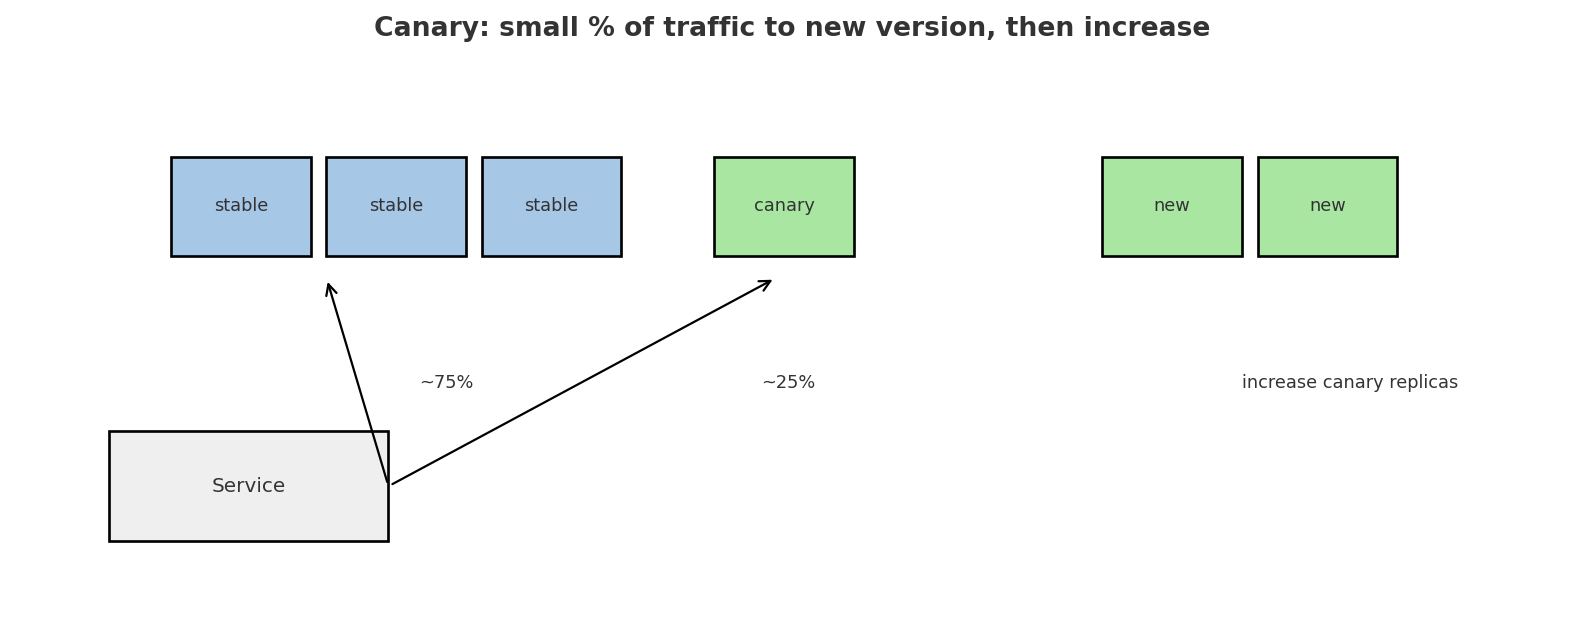 Canary: small % of traffic to new version, then increase
stable
stable
stable
canary
new
new
~75%
~25%
increase canary replicas
Service